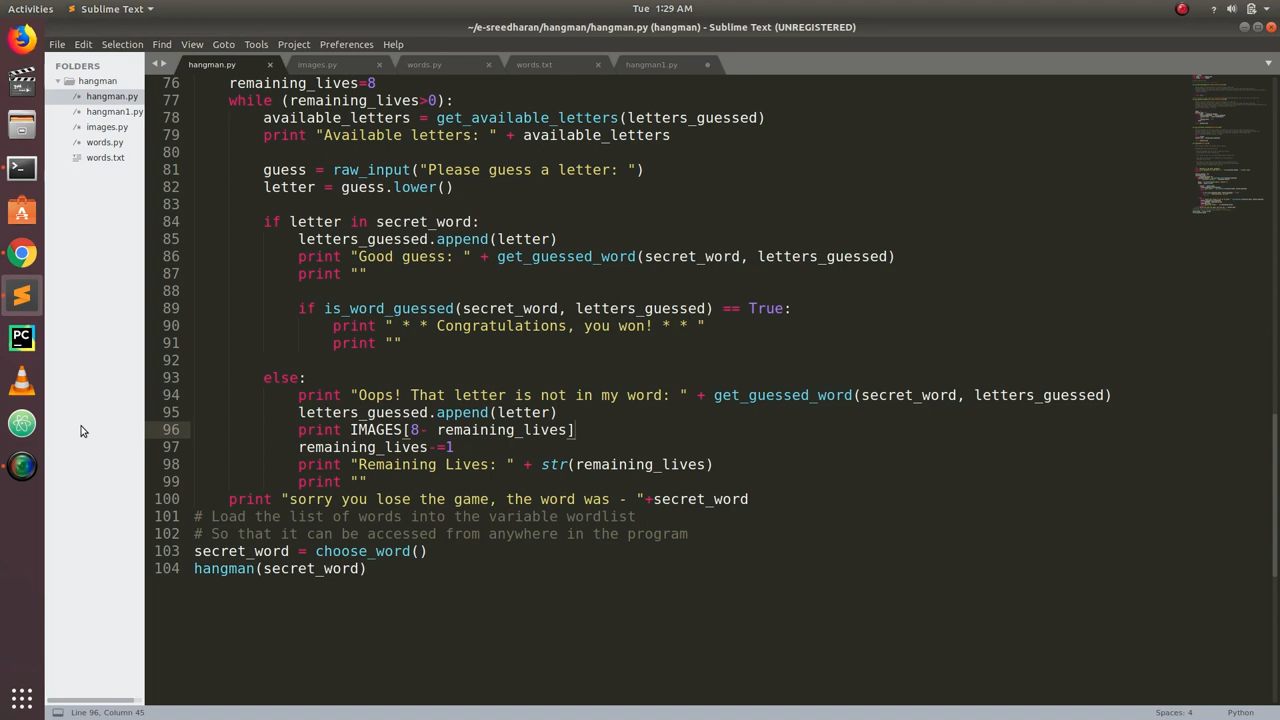 Activities
Sublime Text
Tue 1:29 AM
?
~/e-sreedharan/hangman/hangman.py (hangman) - Sublime Text (UNREGISTERED)
File Edit Selection Find View Goto Tools Project Preferences Help
FOLDERS
hangman
/* hangman.py
/* hangman1.py
/* images.py
/* words.py
words.txt
hangman.py × images.py × words.py × words.txt × hangman1.py
76 remaining_lives=8
77 while (remaining_lives>0):
78 available_letters = get_available_letters(letters_guessed)
79 print "Available letters: " + available_letters
80
81 guess = raw_input("Please guess a letter: ")
82 letter = guess.lower()
83
84 if letter in secret_word:
85 letters_guessed.append(letter)
86 print "Good guess: " + get_guessed_word(secret_word, letters_guessed)
87 print ""
88
89 if is_word_guessed(secret_word, letters_guessed) == True:
90 print " * * Congratulations, you won! * * "
91 print ""
92
93 else:
94 print "Oops! That letter is not in my word: " + get_guessed_word(secret_word, letters_guessed)
95 letters_guessed.append(letter)
96 print IMAGES[8- remaining_lives]
97 remaining_lives-=1
98 print "Remaining Lives: " + str(remaining_lives)
99 print ""
100 print "sorry you lose the game, the word was - "+secret_word
101 # Load the list of words into the variable wordlist
102 # So that it can be accessed from anywhere in the program
103 secret_word = choose_word()
104 hangman(secret_word)
PC
Line 96, Column 45
Spaces: 4
Python